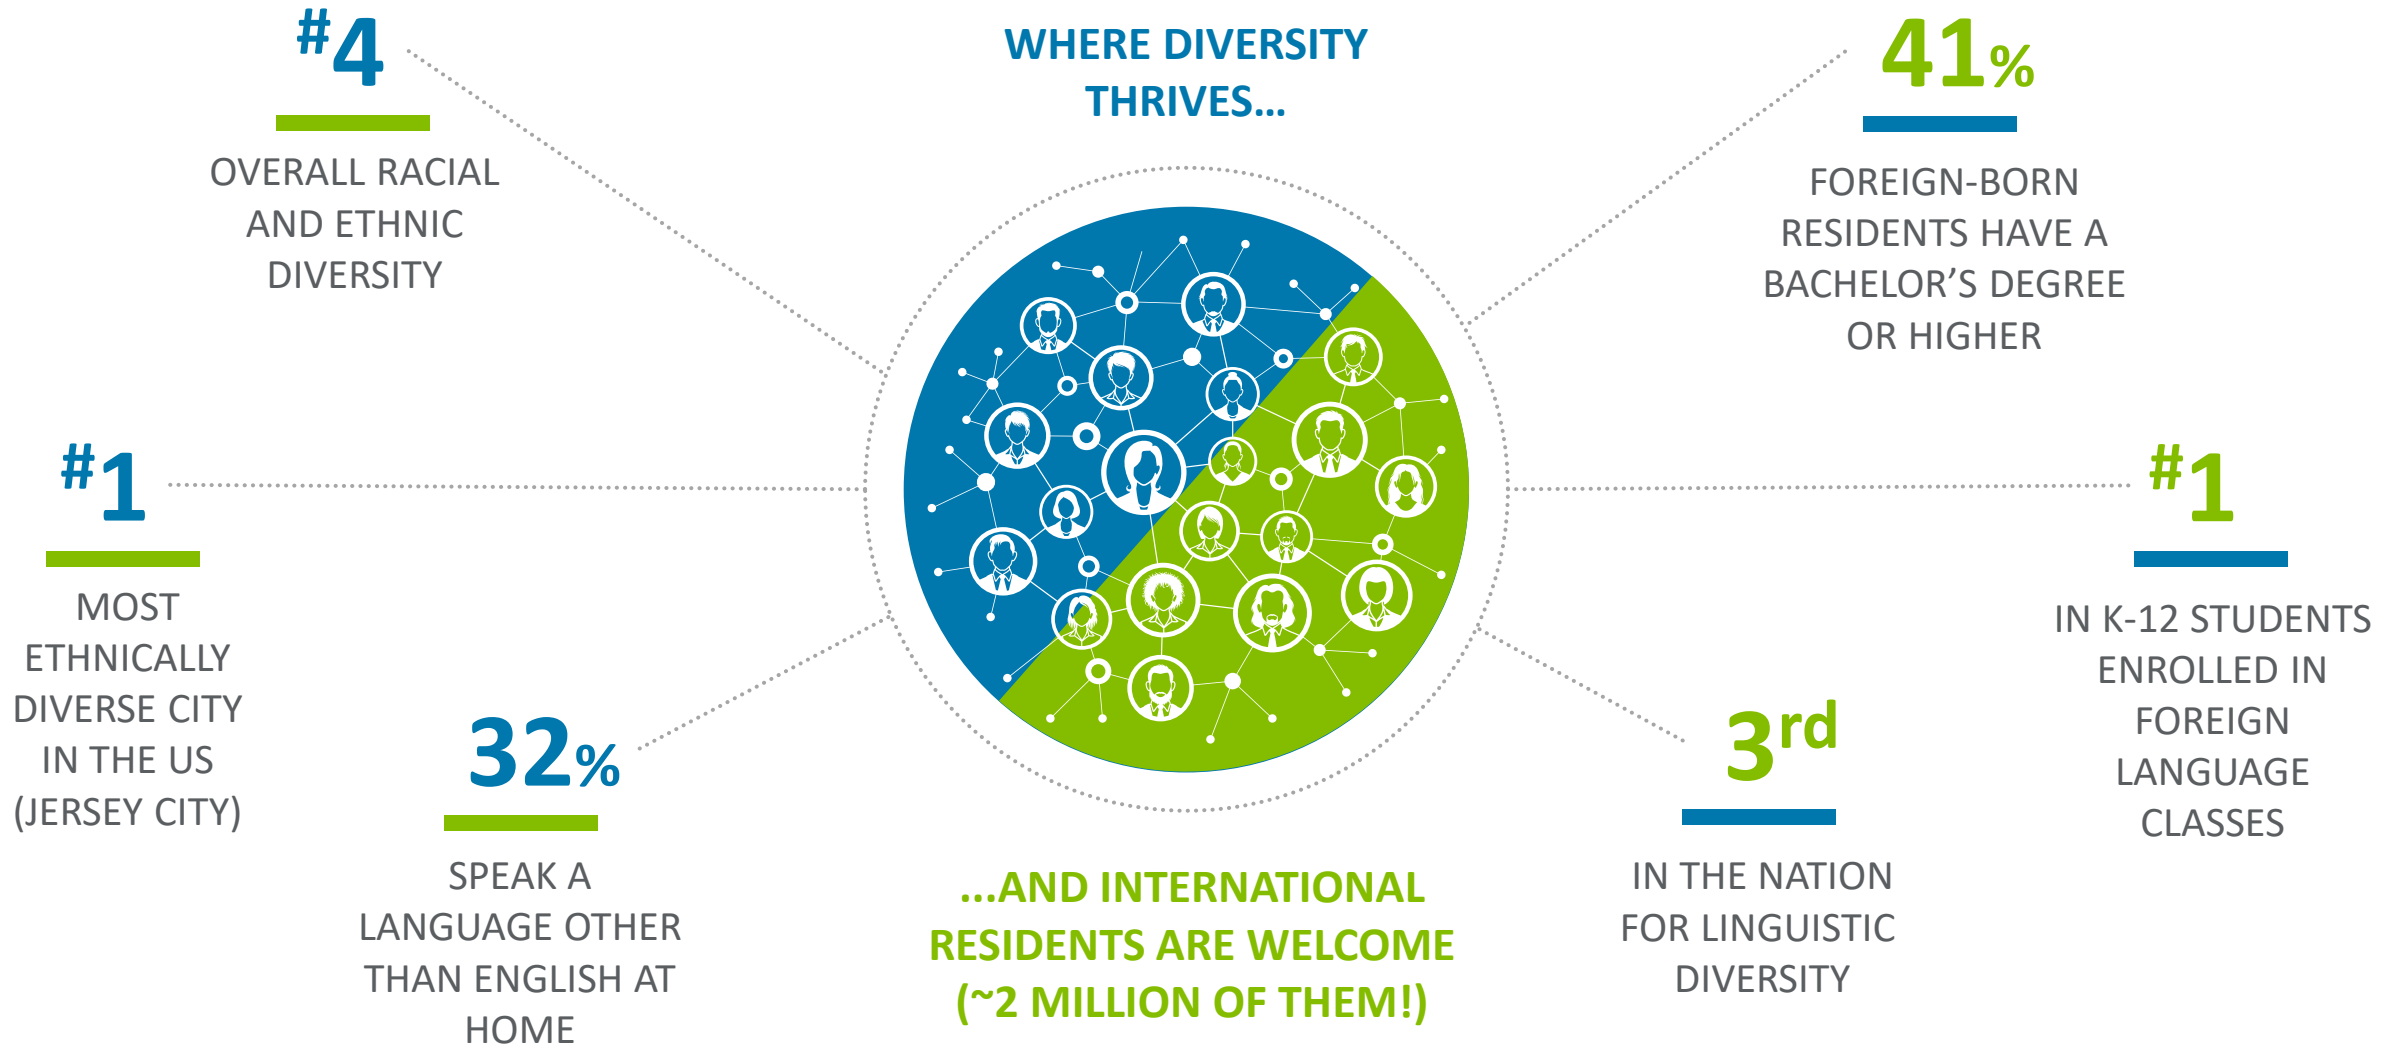 #4
OVERALL RACIAL
AND ETHNIC
DIVERSITY
#1
MOST
ETHNICALLY
DIVERSE CITY
IN THE US
(JERSEY CITY)
32%
SPEAK A
LANGUAGE OTHER
THAN ENGLISH AT
HOME
WHERE DIVERSITY
THRIVES...
...AND INTERNATIONAL
RESIDENTS ARE WELCOME
(~2 MILLION OF THEM!)
41%
FOREIGN-BORN
RESIDENTS HAVE A
BACHELOR’S DEGREE
OR HIGHER
#1
IN K-12 STUDENTS
ENROLLED IN
FOREIGN
LANGUAGE
CLASSES
3rd
IN THE NATION
FOR LINGUISTIC
DIVERSITY